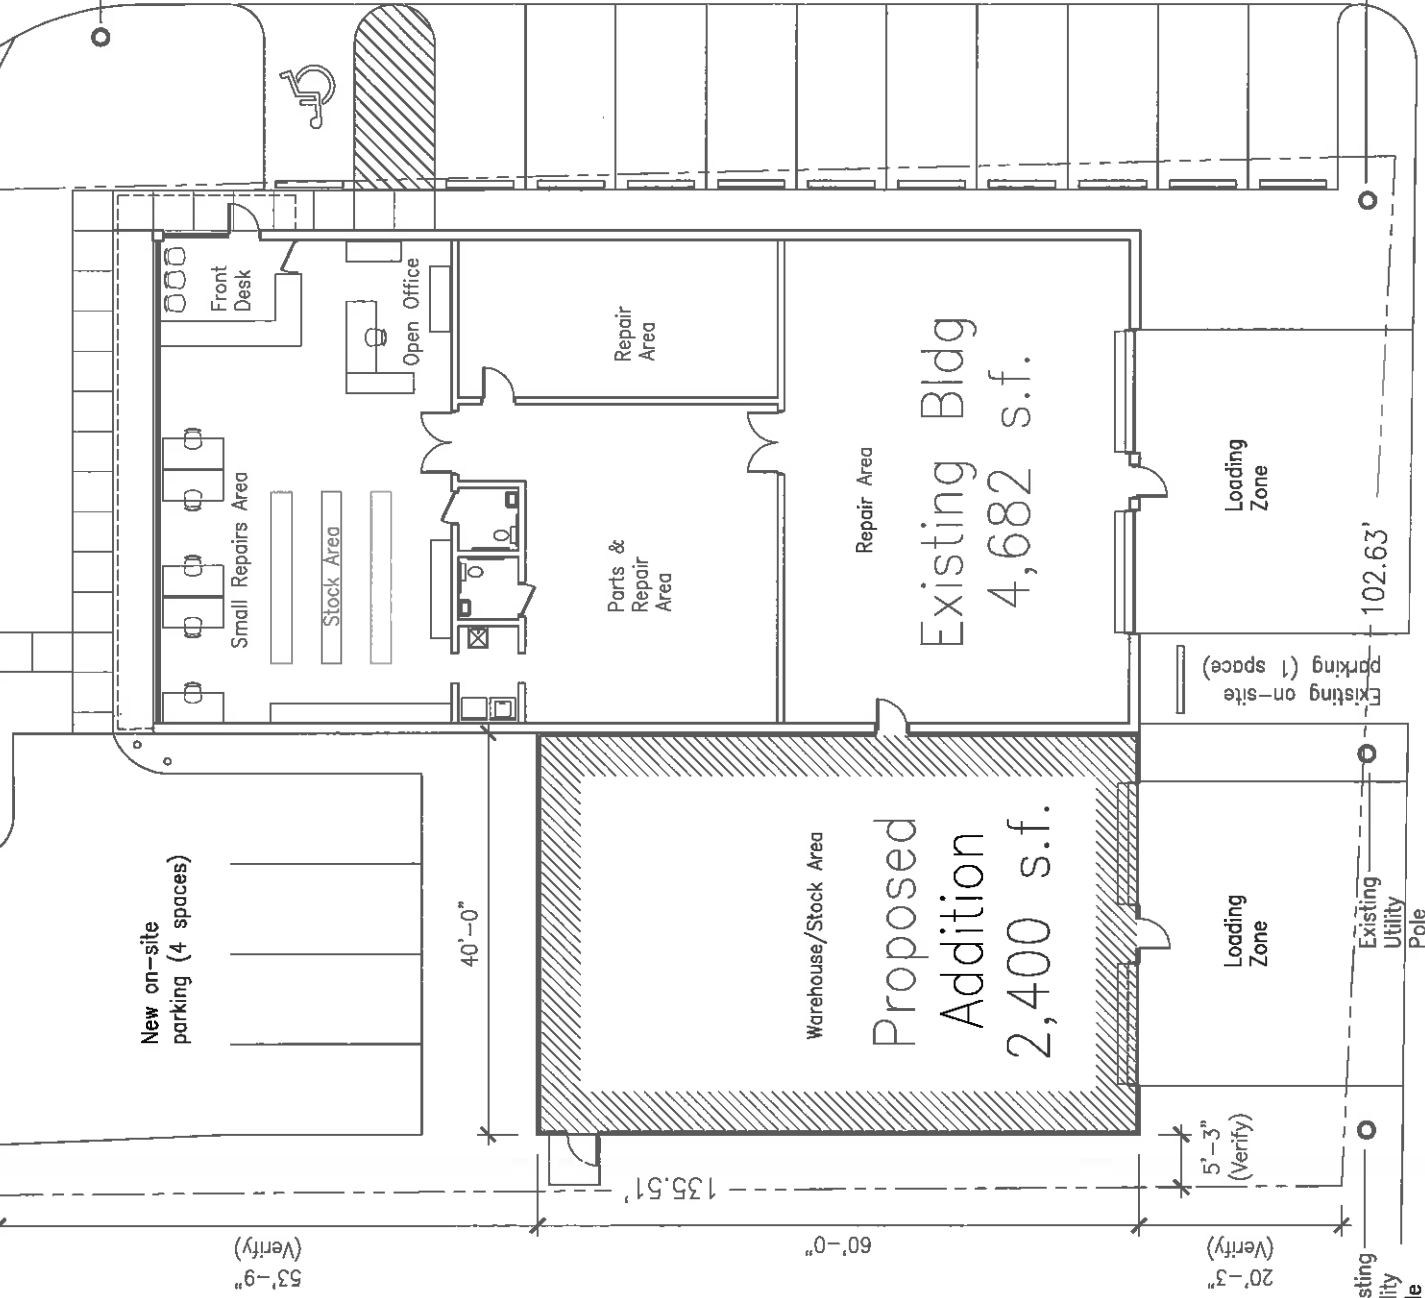 Front
Desk
Open Office
Repair
Area
Small Repairs Area
Stock Area
Parts &
Repair
Area
Repair Area
Existing Bldg
4,682 s.f.
Loading
Zone
102.63'
Existing on-site
parking (1 space)
New on-site
parking (4 spaces)
40'-0"
Warehouse/Stock Area
Proposed
Addition
2,400 s.f.
Loading
Zone
Existing
Utility
Pole
5'-3"
(Verify)
135.51'
53'-9"
(Verify)
60'-0"
20'-3"
(Verify)
sting
lity
le